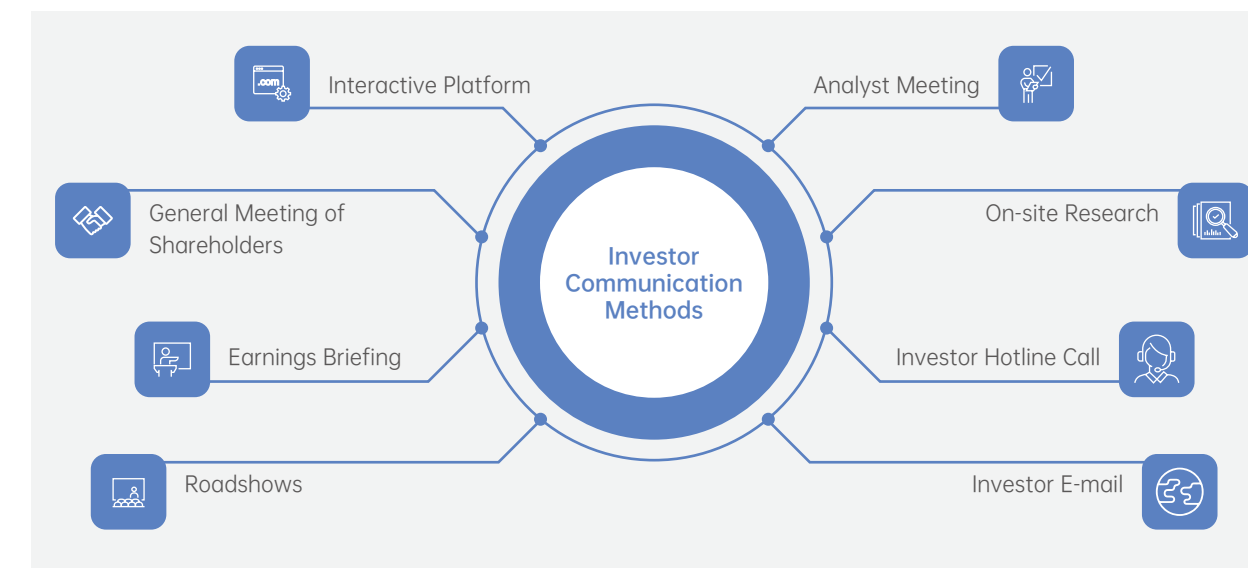 .com
Interactive Platform
General Meeting of
Shareholders
Earnings Briefing
Roadshows
Investor
Communication
Methods
Analyst Meeting
On-site Research
Investor Hotline Call
Investor E-mail